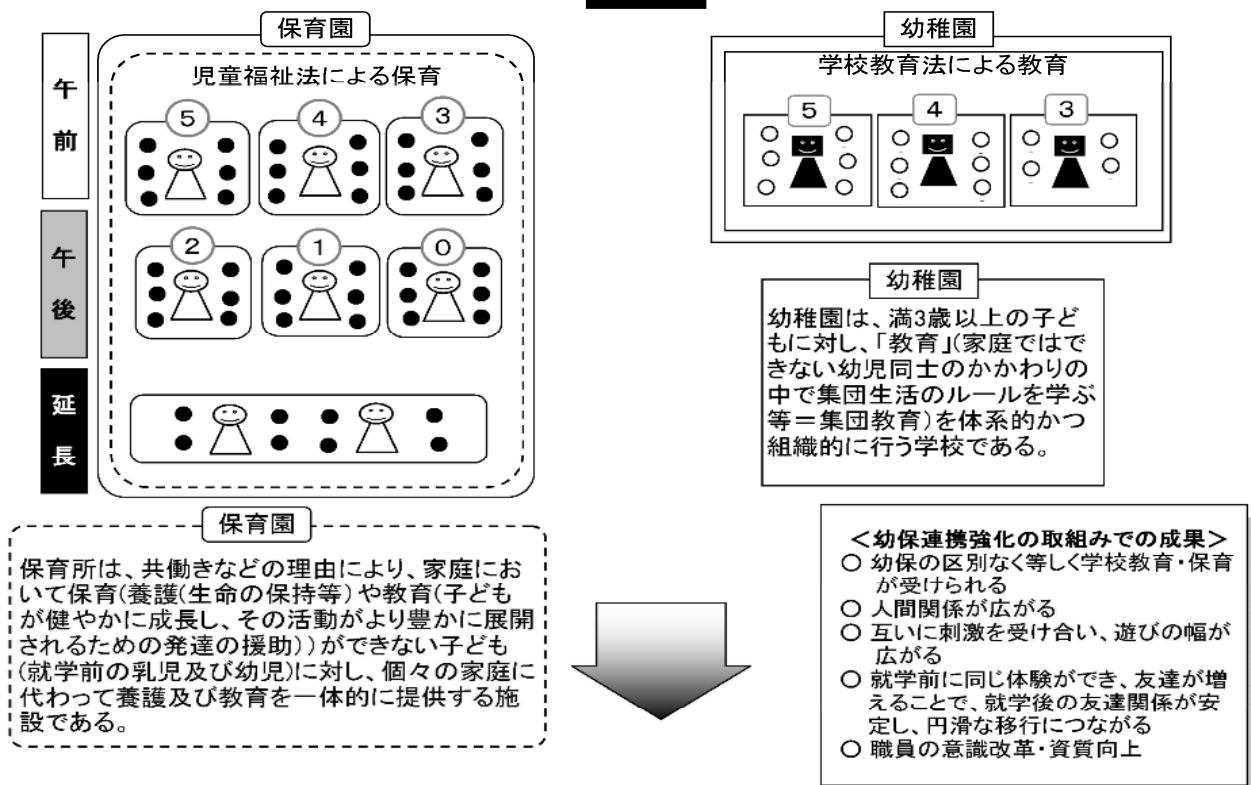 保育園
児童福祉法による保育
午前
午後
延長
5
4
3
2
1
0
幼稚園
学校教育法による教育
5
4
3
幼稚園
幼稚園は、満3歳以上の子ど
もに対し、「教育」(家庭ではで
きない幼児同士のかかわりの
中で集団生活のルールを学ぶ
等＝集団教育)を体系的かつ
組織的に行う学校である。
保育園
保育所は、共働きなどの理由により、家庭にお
いて保育(養護(生命の保持等)や教育(子ども
が健やかに成長し、その活動がより豊かに展開
されるための発達の援助))ができない子ども
(就学前の乳児及び幼児)に対し、個々の家庭に
代わって養護及び教育を一体的に提供する施
設である。
＜幼保連携強化の取組みでの成果＞
○ 幼保の区別なく等しく学校教育・保育
が受けられる
○ 人間関係が広がる
○ 互いに刺激を受け合い、遊びの幅が
広がる
○ 就学前に同じ体験ができ、友達が増
えることで、就学後の友達関係が安
定し、円滑な移行につながる
○ 職員の意識改革・資質向上